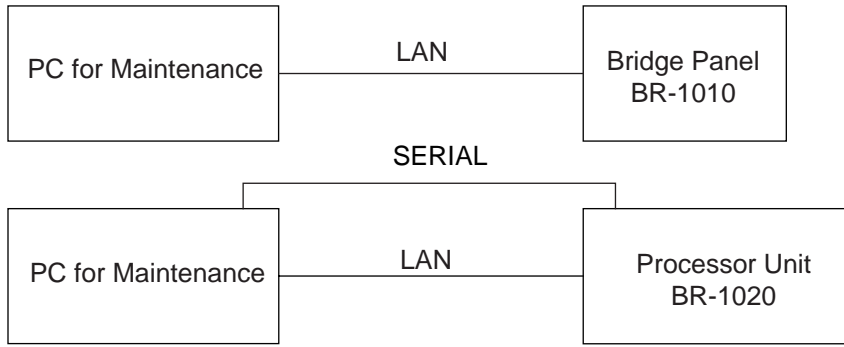 PC for Maintenance
LAN
Bridge Panel
BR-1010
SERIAL
PC for Maintenance
LAN
Processor Unit
BR-1020